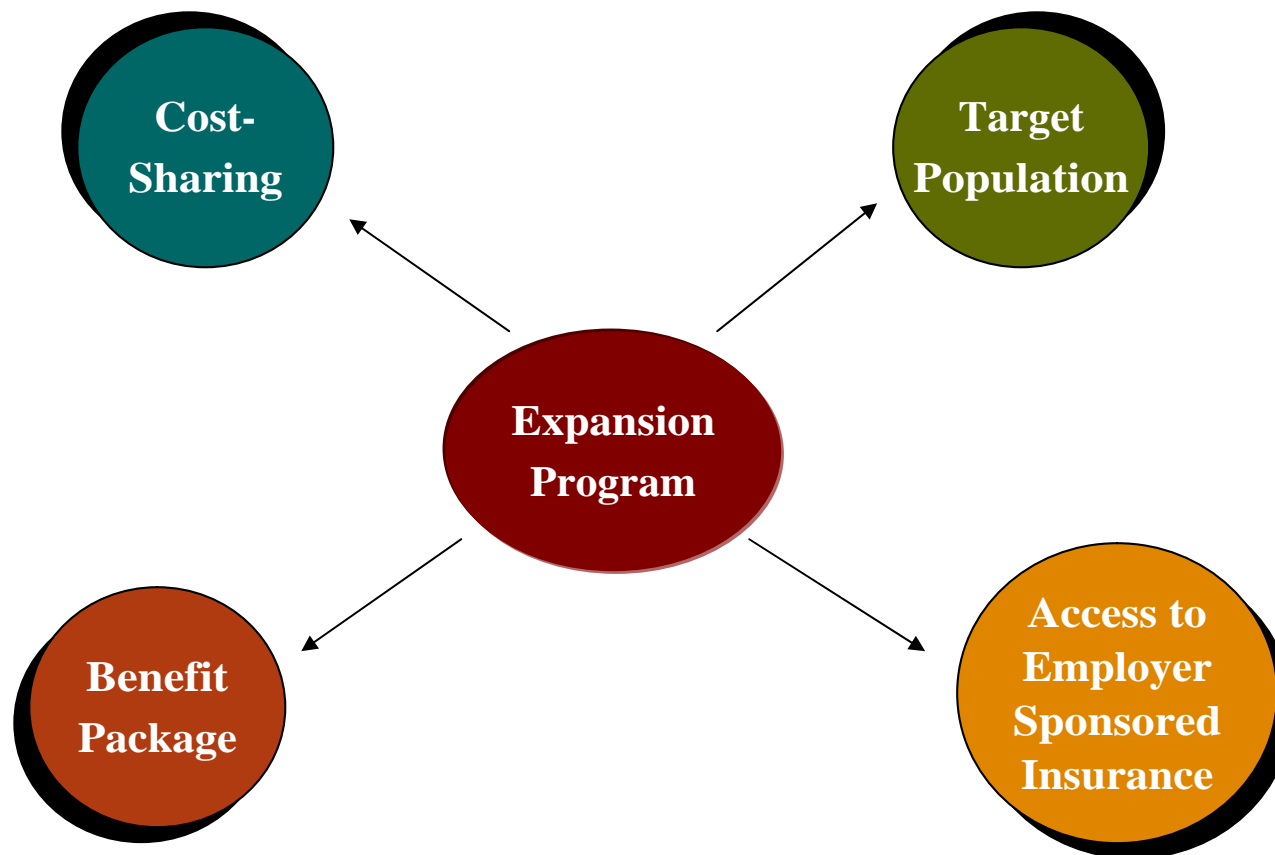 Cost-
Sharing
Target
Population
Expansion
Program
Benefit
Package
Access to
Employer
Sponsored
Insurance